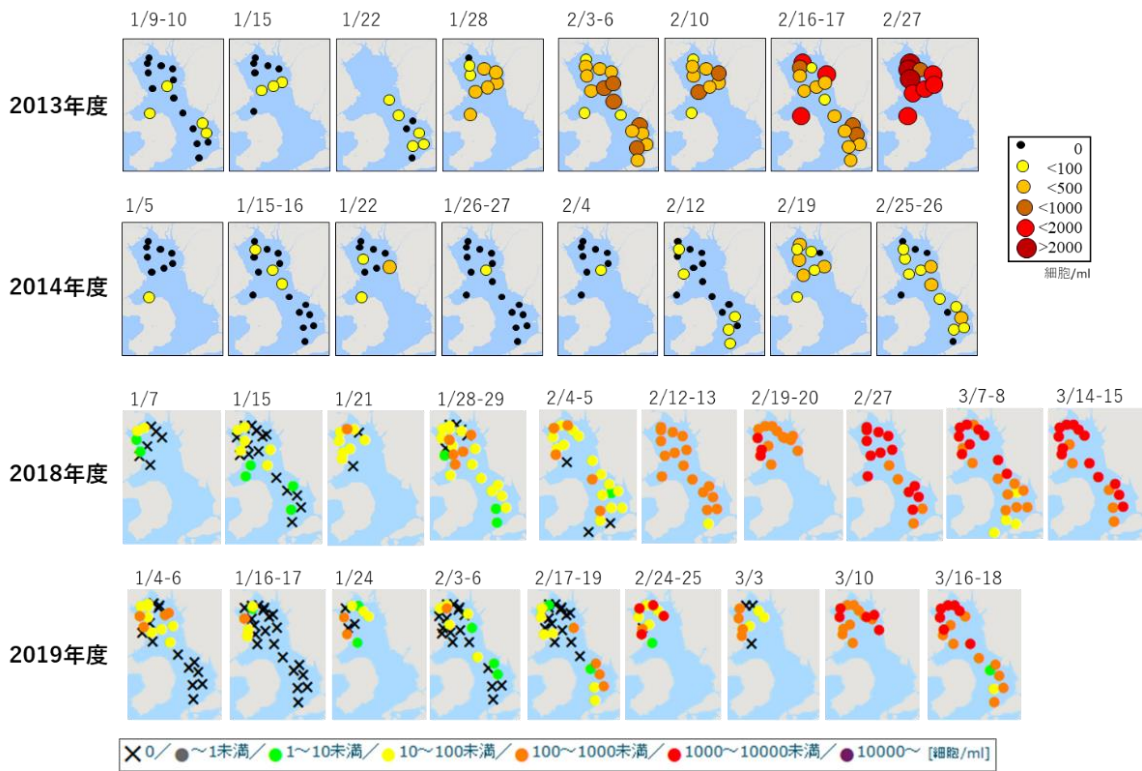 1/9-10 1/15 1/22 1/28 2/3-6 2/10 2/16-17 2/27
2013年度
0
<100
<500
<1000
<2000
>2000
細胞/ml
1/5 1/15-16 1/22 1/26-27 2/4 2/12 2/19 2/25-26
2014年度
1/7 1/15 1/21 1/28-29 2/4-5 2/12-13 2/19-20 2/27 3/7-8 3/14-15
2018年度
1/4-6 1/16-17 1/24 2/3-6 2/17-19 2/24-25 3/3 3/10 3/16-18
2019年度
0／ ～1未満／ 1～10未満／ 10～100未満／ 100～1000未満／ 1000～10000未満／ 10000～ [細胞/ml]